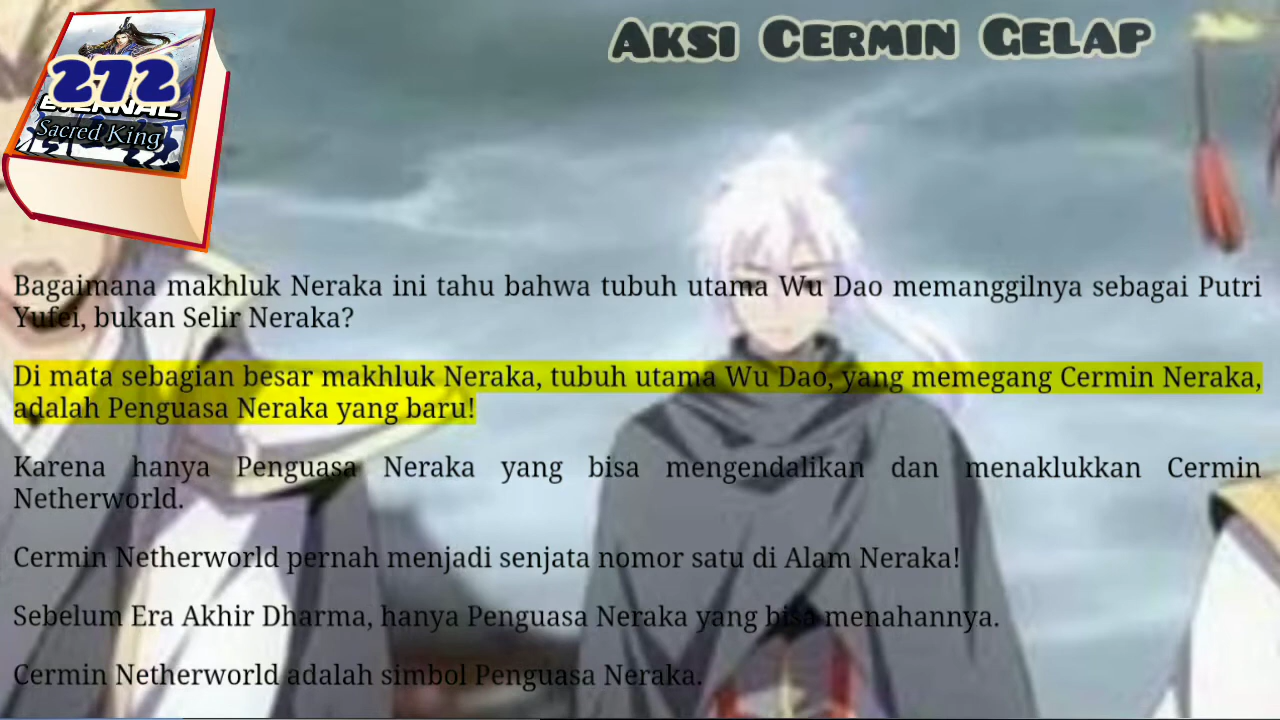 Aksi Cermin Gelap
272
ETERNAL
Sacred King
Bagaimana makhluk Neraka ini tahu bahwa tubuh utama Wu Dao memanggilnya sebagai Putri
Yufei, bukan Selir Neraka?
Di mata sebagian besar makhluk Neraka, tubuh utama Wu Dao, yang memegang Cermin Neraka,
adalah Penguasa Neraka yang baru!
Karena hanya Penguasa Neraka yang bisa mengendalikan dan menaklukkan Cermin
Netherworld.
Cermin Netherworld pernah menjadi senjata nomor satu di Alam Neraka!
Sebelum Era Akhir Dharma, hanya Penguasa Neraka yang bisa menahannya.
Cermin Netherworld adalah simbol Penguasa Neraka.